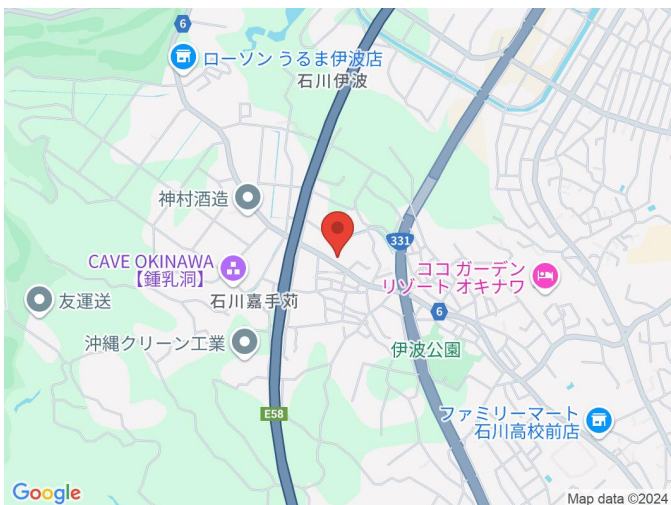 6
ローソン うるま伊波店
石川伊波
神村酒造
331
CAVE OKINAWA
【鍾乳洞】
ココ ガーデン
リゾート オキナワ
石川嘉手苅
友運送
6
沖縄クリーン工業
伊波公園
E58
ファミリーマート
石川高校前店
Google
Map data ©2024